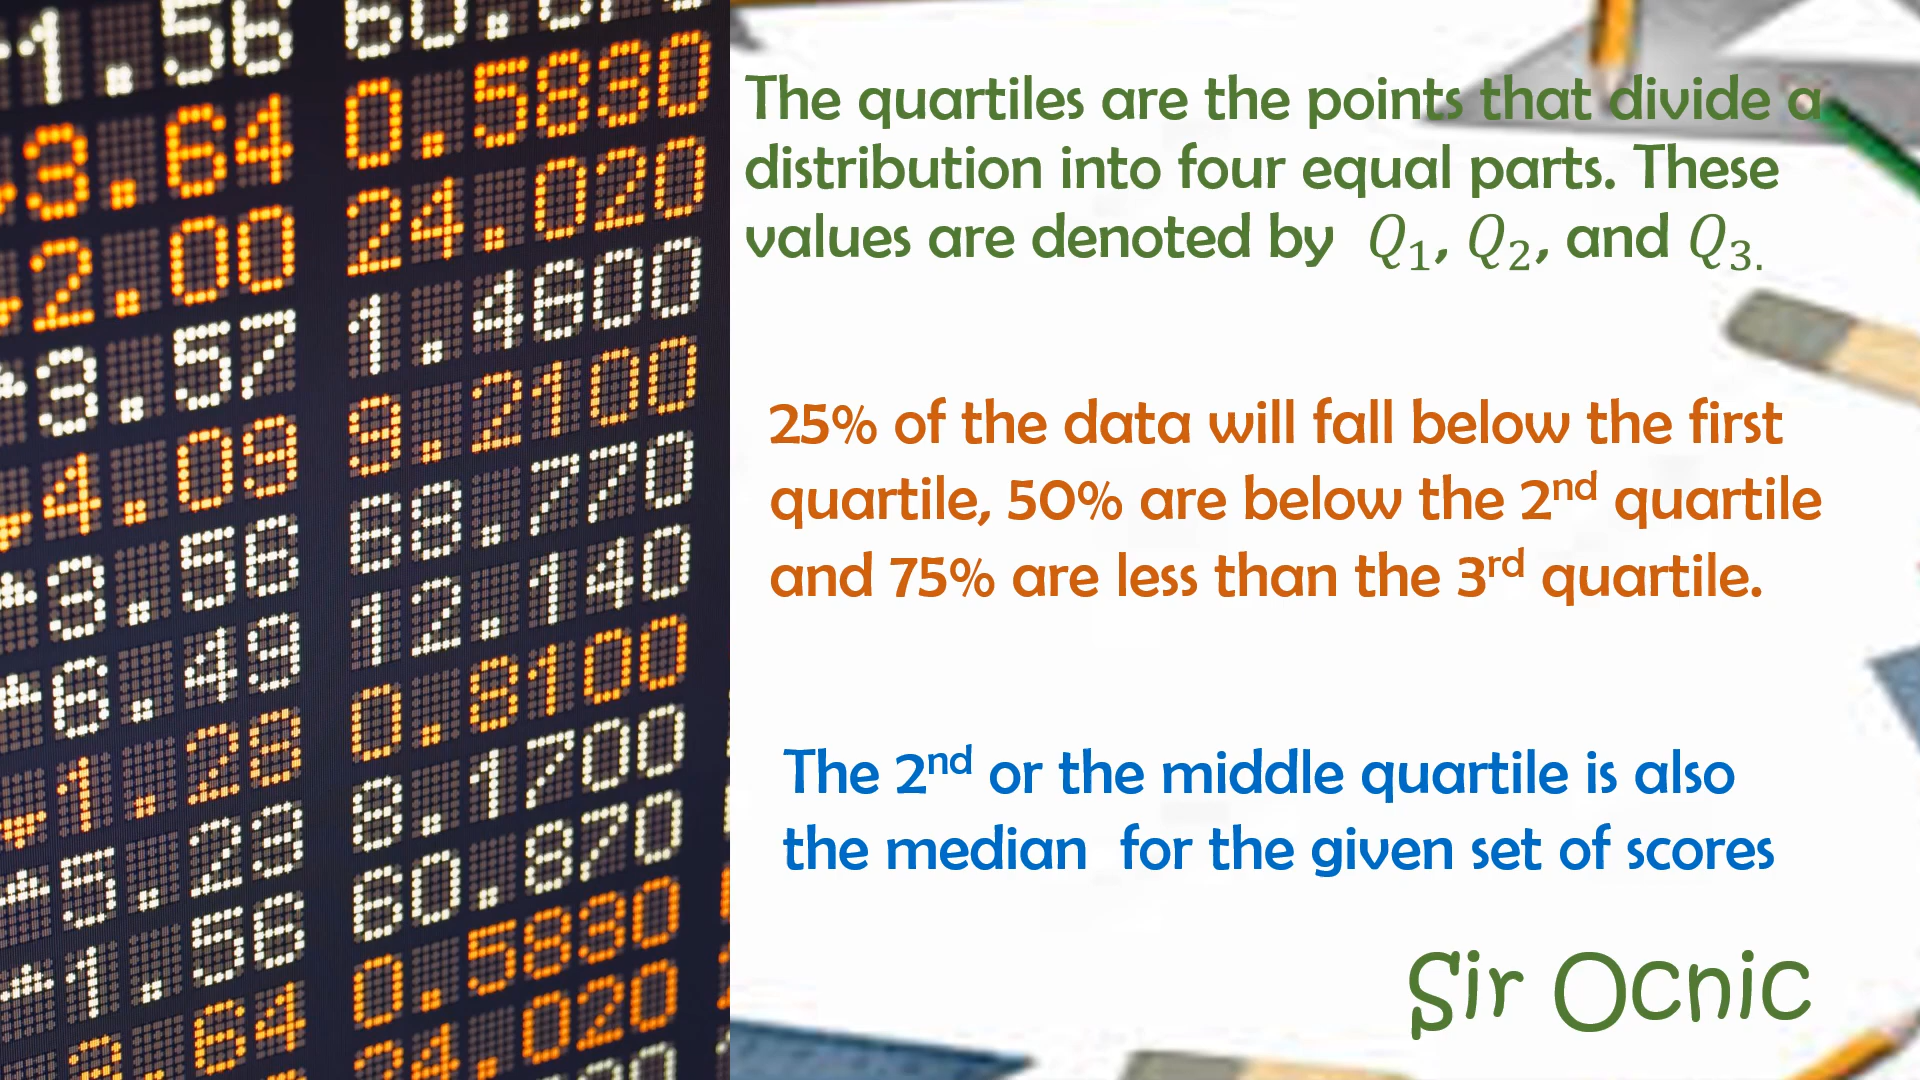 The quartiles are the points that divide a
distribution into four equal parts. These
values are denoted by Q₁, Q₂, and Q₃.
25% of the data will fall below the first
quartile, 50% are below the 2nd quartile
and 75% are less than the 3rd quartile.
The 2nd or the middle quartile is also
the median for the given set of scores
Sir Ocnic
1.56
3.64 0.5830
2.00 24.020
3.57 1.4600
4.09 9.2100
3.56 68.770
6.49 12.140
1.28 0.8100
5.29 8.1700
1.56 60.870
0.5830
.64 24.020